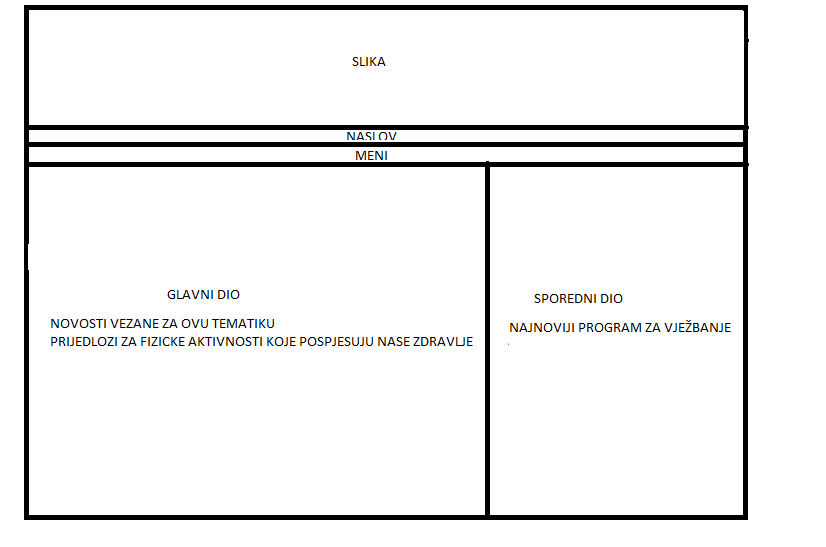 SLIKA
NASLOV
MENI
GLAVNI DIO
NOVOSTI VEZANE ZA OVU TEMATIKU
PRIJEDLOZI ZA FIZICKE AKTIVNOSTI KOJE POSPJESUJU NASE ZDRAVLJE
SPOREDNI DIO
NAJNOVIJI PROGRAM ZA VJEŽBANJE